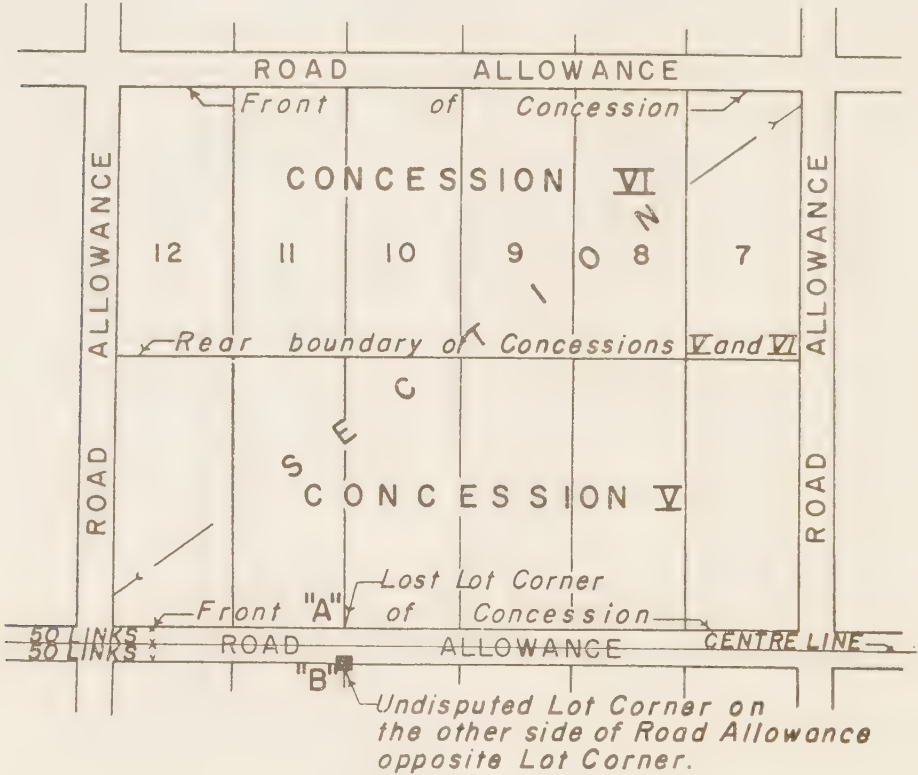 ROAD ALLOWANCE
Front of Concession
CONCESSION VI
12 11 10 9 8 7
ROAD ALLOWANCE
ROAD ALLOWANCE
SECTION
Rear boundary of Concessions V and VI
CONCESSION V
Lost Lot Corner
Front "A" of Concession
50 LINKS
50 LINKS
ROAD ALLOWANCE
CENTRE LINE
"B"
Undisputed Lot Corner on
the other side of Road Allowance
opposite Lot Corner.